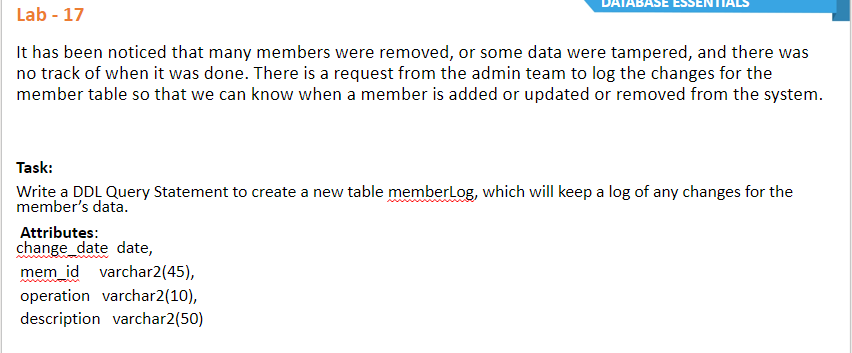 DATABASE ESSENTIALS
Lab - 17
It has been noticed that many members were removed, or some data were tampered, and there was
no track of when it was done. There is a request from the admin team to log the changes for the
member table so that we can know when a member is added or updated or removed from the system.
Task:
Write a DDL Query Statement to create a new table memberLog, which will keep a log of any changes for the
member's data.
Attributes:
change_date date,
mem_id varchar2(45),
operation varchar2(10),
description varchar2(50)